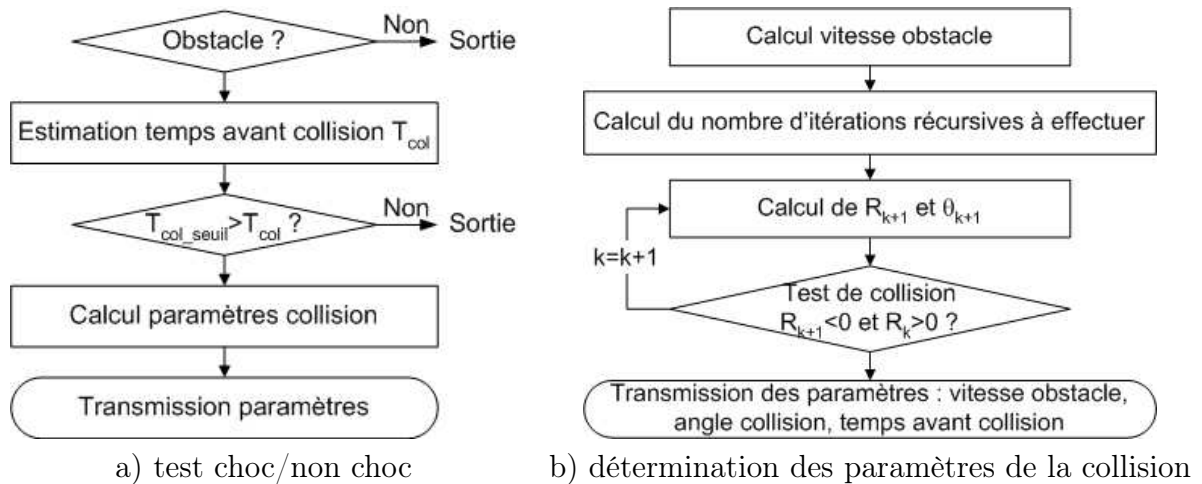 Obstacle ?
Non
Sortie
Estimation temps avant collision T_col
T_col_seuil>T_col ?
Non
Sortie
Calcul paramètres collision
Transmission paramètres
a) test choc/non choc
Calcul vitesse obstacle
Calcul du nombre d'itérations récursives à effectuer
Calcul de R_k+1 et θ_k+1
k=k+1
Test de collision
R_k+1<0 et R_k>0 ?
Transmission des paramètres : vitesse obstacle,
angle collision, temps avant collision
b) détermination des paramètres de la collision